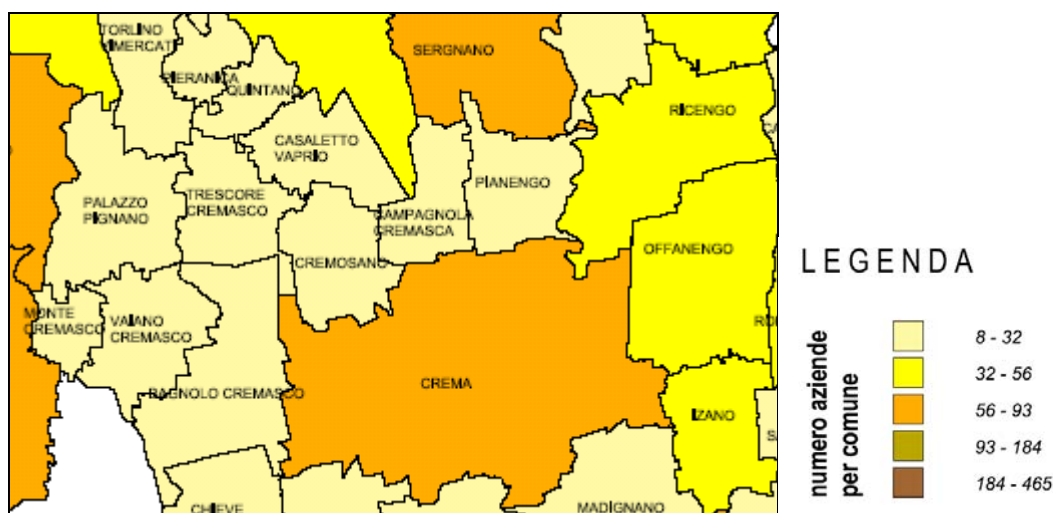 TORLINO
VIMERCATI
SERGNANO
PIERANICA
QUINTANO
RICENGO
CASALETTO
VAPRIO
PIANENGO
PALAZZO
PIGNANO
TRESCORE
CREMASCO
CAMPAGNOLA
CREMASCA
OFFANENGO
CREMOSANO
MONTE
CREMASCO
VAIANO
CREMASCO
BAGNOLO CREMASCO
CREMA
IZANO
CHIEVE
MADIGNANO
LEGENDA
numero aziende
per comune
8 - 32
32 - 56
56 - 93
93 - 184
184 - 465